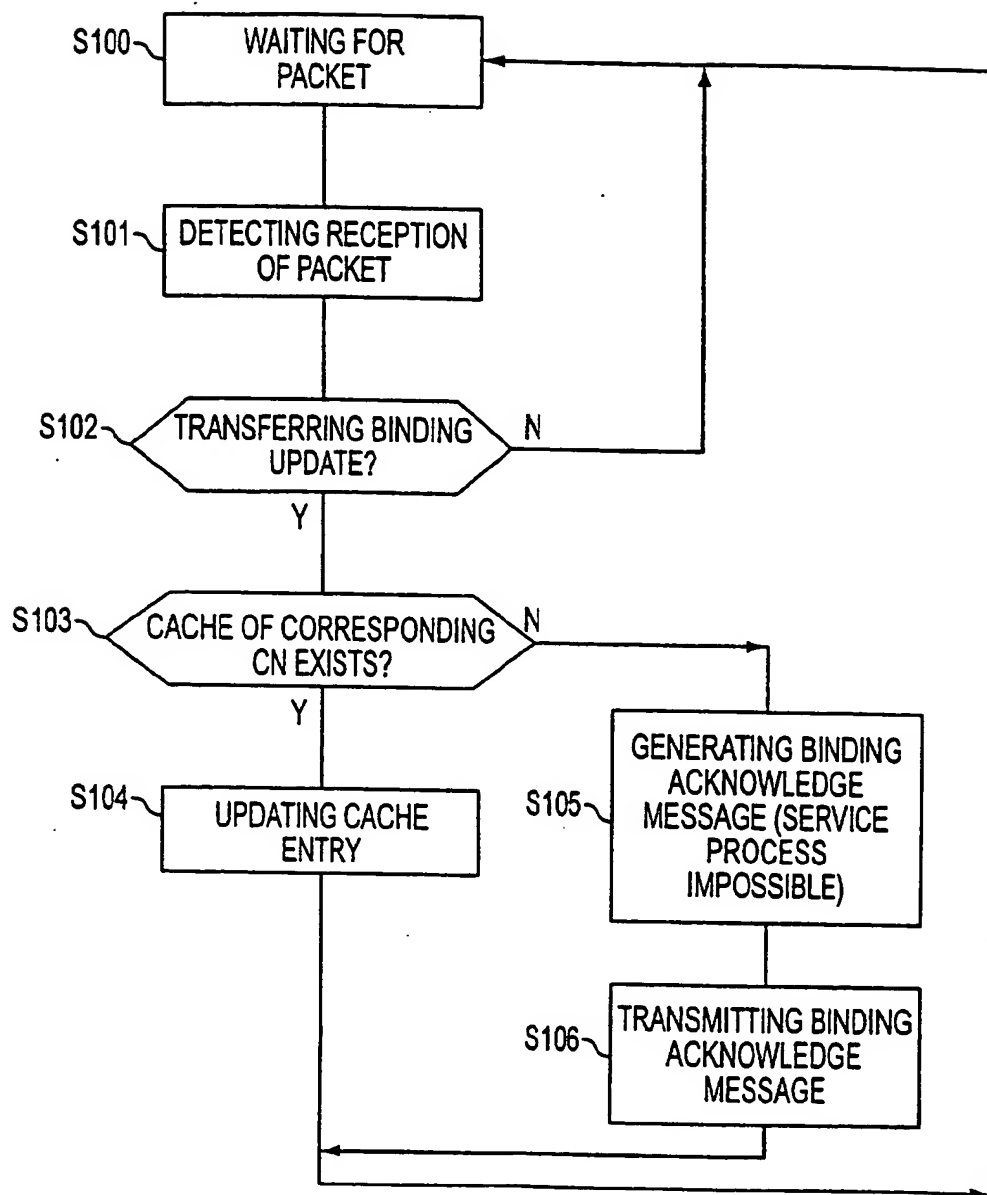 S100
WAITING FOR
PACKET
S101
DETECTING RECEPTION
OF PACKET
S102
TRANSFERRING BINDING
UPDATE?
N
Y
S103
CACHE OF CORRESPONDING
CN EXISTS?
N
Y
S104
UPDATING CACHE
ENTRY
S105
GENERATING BINDING
ACKNOWLEDGE
MESSAGE (SERVICE
PROCESS
IMPOSSIBLE)
S106
TRANSMITTING BINDING
ACKNOWLEDGE
MESSAGE